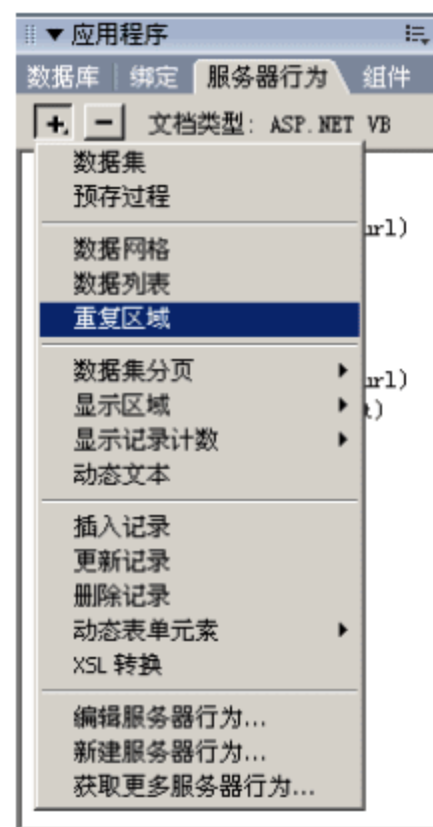 ▼ 应用程序
数据库 绑定 服务器行为 组件
+ - 文档类型: ASP.NET VB
数据集
预存过程
url)
数据网格
数据列表
重复区域
数据集分页
url)
显示区域
t)
显示记录计数
动态文本
插入记录
更新记录
删除记录
动态表单元素
XSL 转换
编辑服务器行为...
新建服务器行为...
获取更多服务器行为...